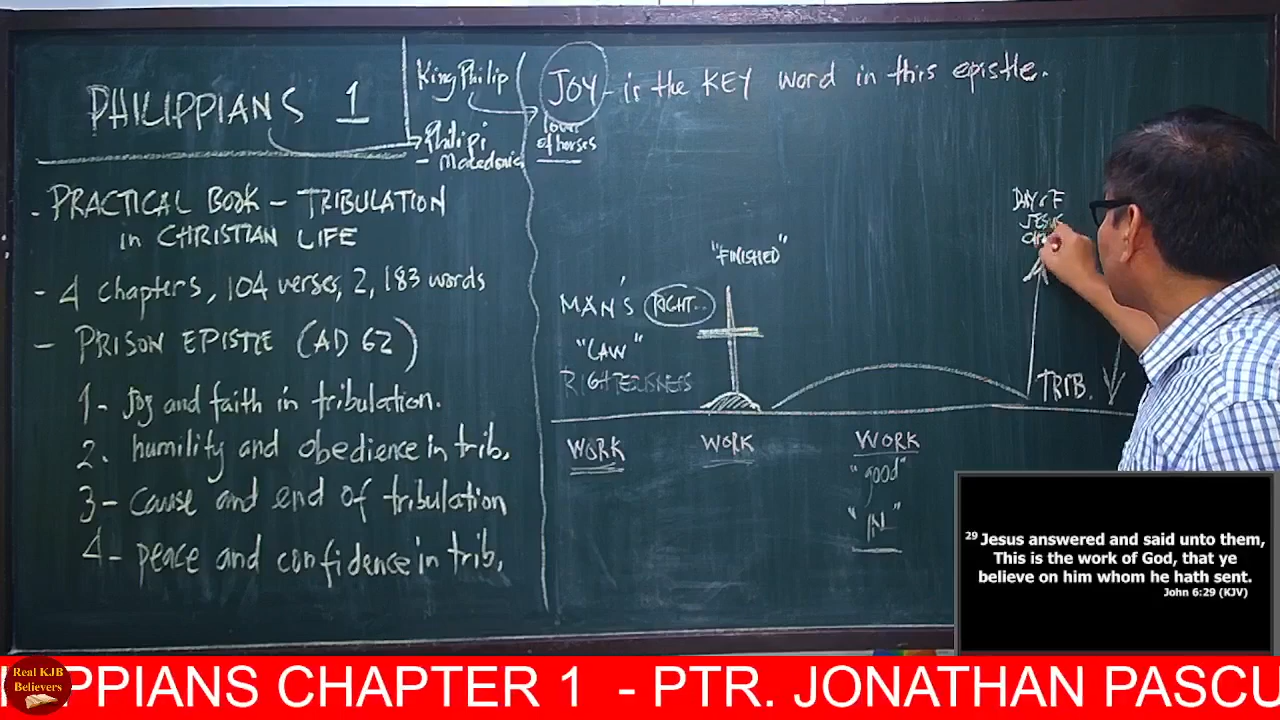 PHILIPPIANS 1
King Philip
Philipi
- Macedonia
JOY - is the KEY word in this epistle.
of horses
- PRACTICAL BOOK - TRIBULATION
in CHRISTIAN LIFE
- 4 chapters, 104 verses, 2, 183 words
- PRISON EPISTLE (AD 62)
1- joy and faith in tribulation.
2. humility and obedience in trib,
3- cause and end of tribulation
4- peace and confidence in trib,
"FINISHED"
MAN'S RIGHT..
"LAW"
DAY OF
JESUS
TRIB.
WORK
WORK
WORK
"good"
"IN"
29 Jesus answered and said unto them,
This is the work of God, that ye
believe on him whom he hath sent.
John 6:29 (KJV)
Real KJB
Believers
PPIANS CHAPTER 1 - PTR. JONATHAN PASCU